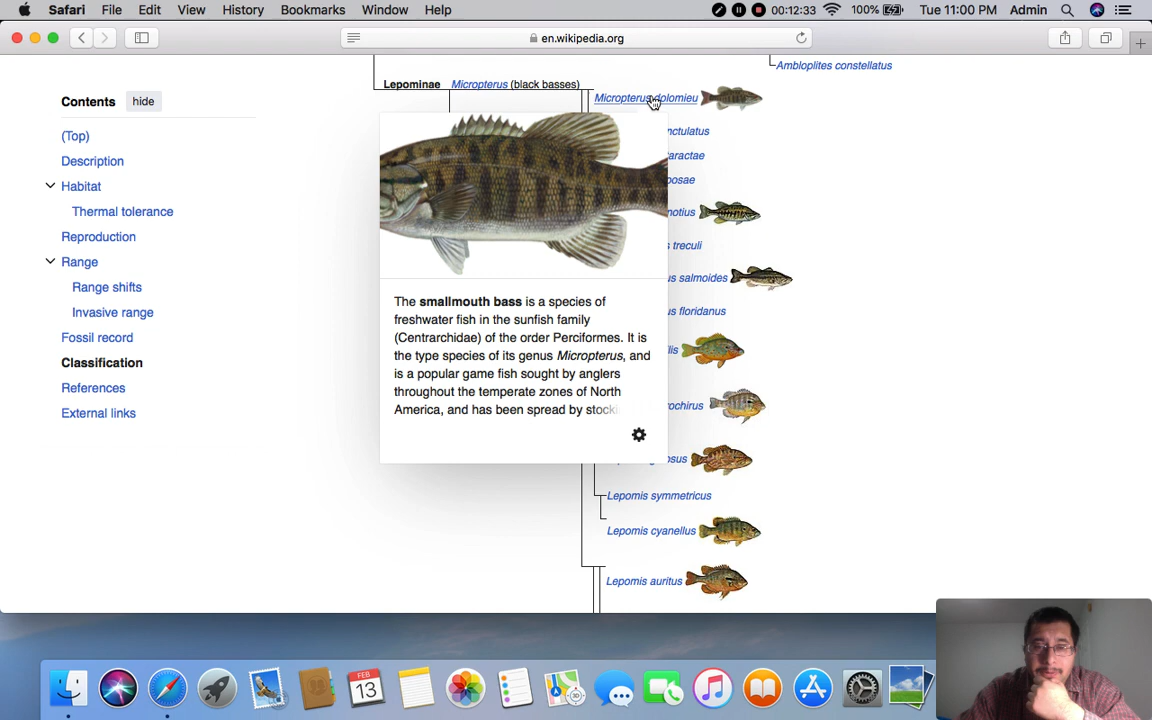 Safari File Edit View History Bookmarks Window Help 00:12:33 100% Tue 11:00 PM Admin
en.wikipedia.org
Contents hide
(Top)
Description
Habitat
Thermal tolerance
Reproduction
Range
Range shifts
Invasive range
Fossil record
Classification
References
External links
Ambloplites constellatus
Lepominae Micropterus (black basses)
Micropterus dolomieu
The smallmouth bass is a species of
freshwater fish in the sunfish family
(Centrarchidae) of the order Perciformes. It is
the type species of its genus Micropterus, and
is a popular game fish sought by anglers
throughout the temperate zones of North
America, and has been spread by stocki
nctulatus
taractae
posae
notius
s treculi
us salmoides
us floridanus
ilis
rochirus
osus
Lepomis symmetricus
Lepomis cyanellus
Lepomis auritus
FEB
13
3D